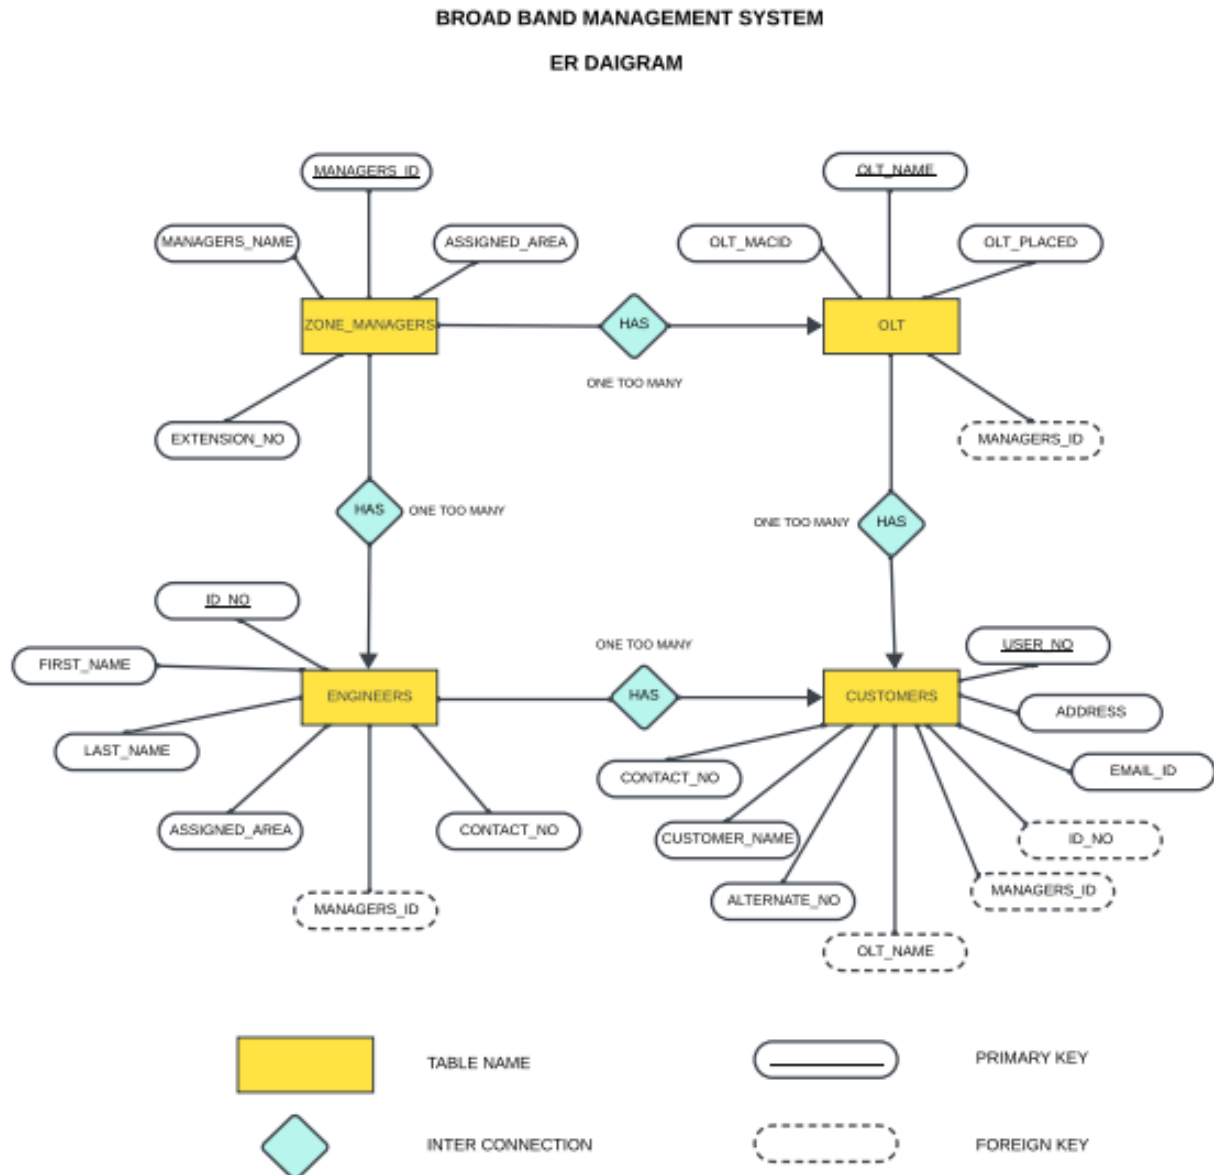 BROAD BAND MANAGEMENT SYSTEM
ER DAIGRAM
MANAGERS_ID
OLT_NAME
MANAGERS_NAME
ASSIGNED_AREA
OLT_MACID
OLT_PLACED
ZONE_MANAGERS
HAS
OLT
ONE TOO MANY
EXTENSION_NO
MANAGERS_ID
HAS
ONE TOO MANY
ONE TOO MANY
HAS
ID_NO
FIRST_NAME
ONE TOO MANY
USER_NO
ENGINEERS
HAS
CUSTOMERS
ADDRESS
LAST_NAME
CONTACT_NO
EMAIL_ID
ASSIGNED_AREA
CONTACT_NO
CUSTOMER_NAME
ID_NO
MANAGERS_ID
ALTERNATE_NO
MANAGERS_ID
OLT_NAME
TABLE NAME
PRIMARY KEY
INTER CONNECTION
FOREIGN KEY